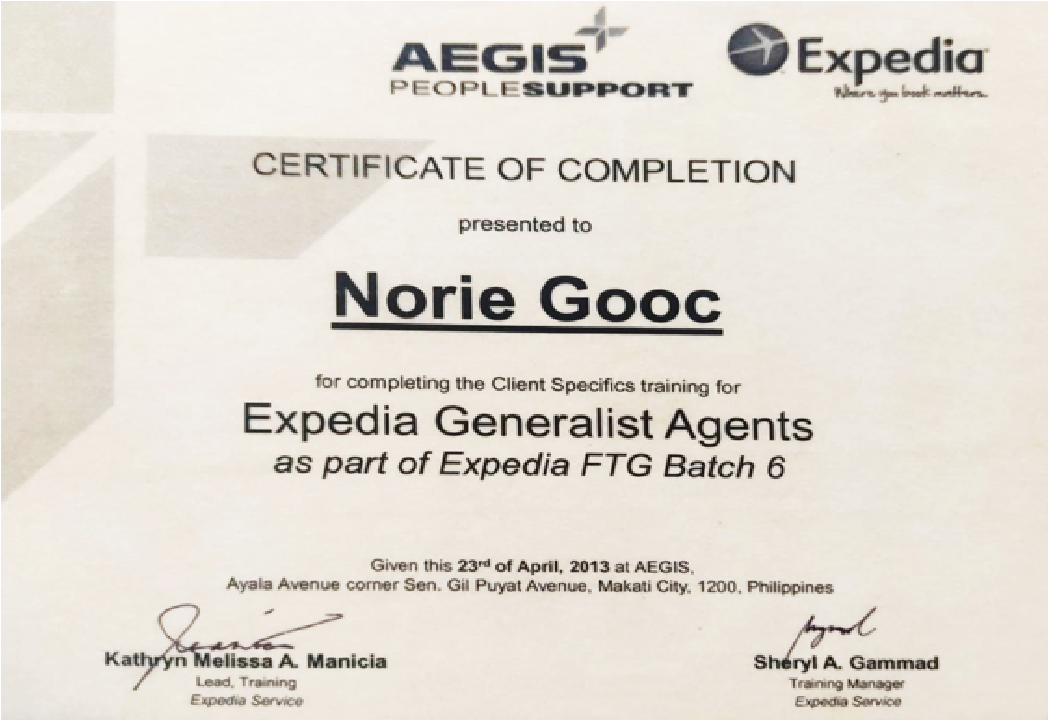 AEGIS
PEOPLESUPPORT
Expedia
Where you book matters.
CERTIFICATE OF COMPLETION
presented to
Norie Gooc
for completing the Client Specifics training for
Expedia Generalist Agents
as part of Expedia FTG Batch 6
Given this 23rd of April, 2013 at AEGIS,
Ayala Avenue corner Sen. Gil Puyat Avenue, Makati City, 1200, Philippines
Kathryn Melissa A. Manicia
Lead, Training
Expedia Service
Sheryl A. Gammad
Training Manager
Expedia Service